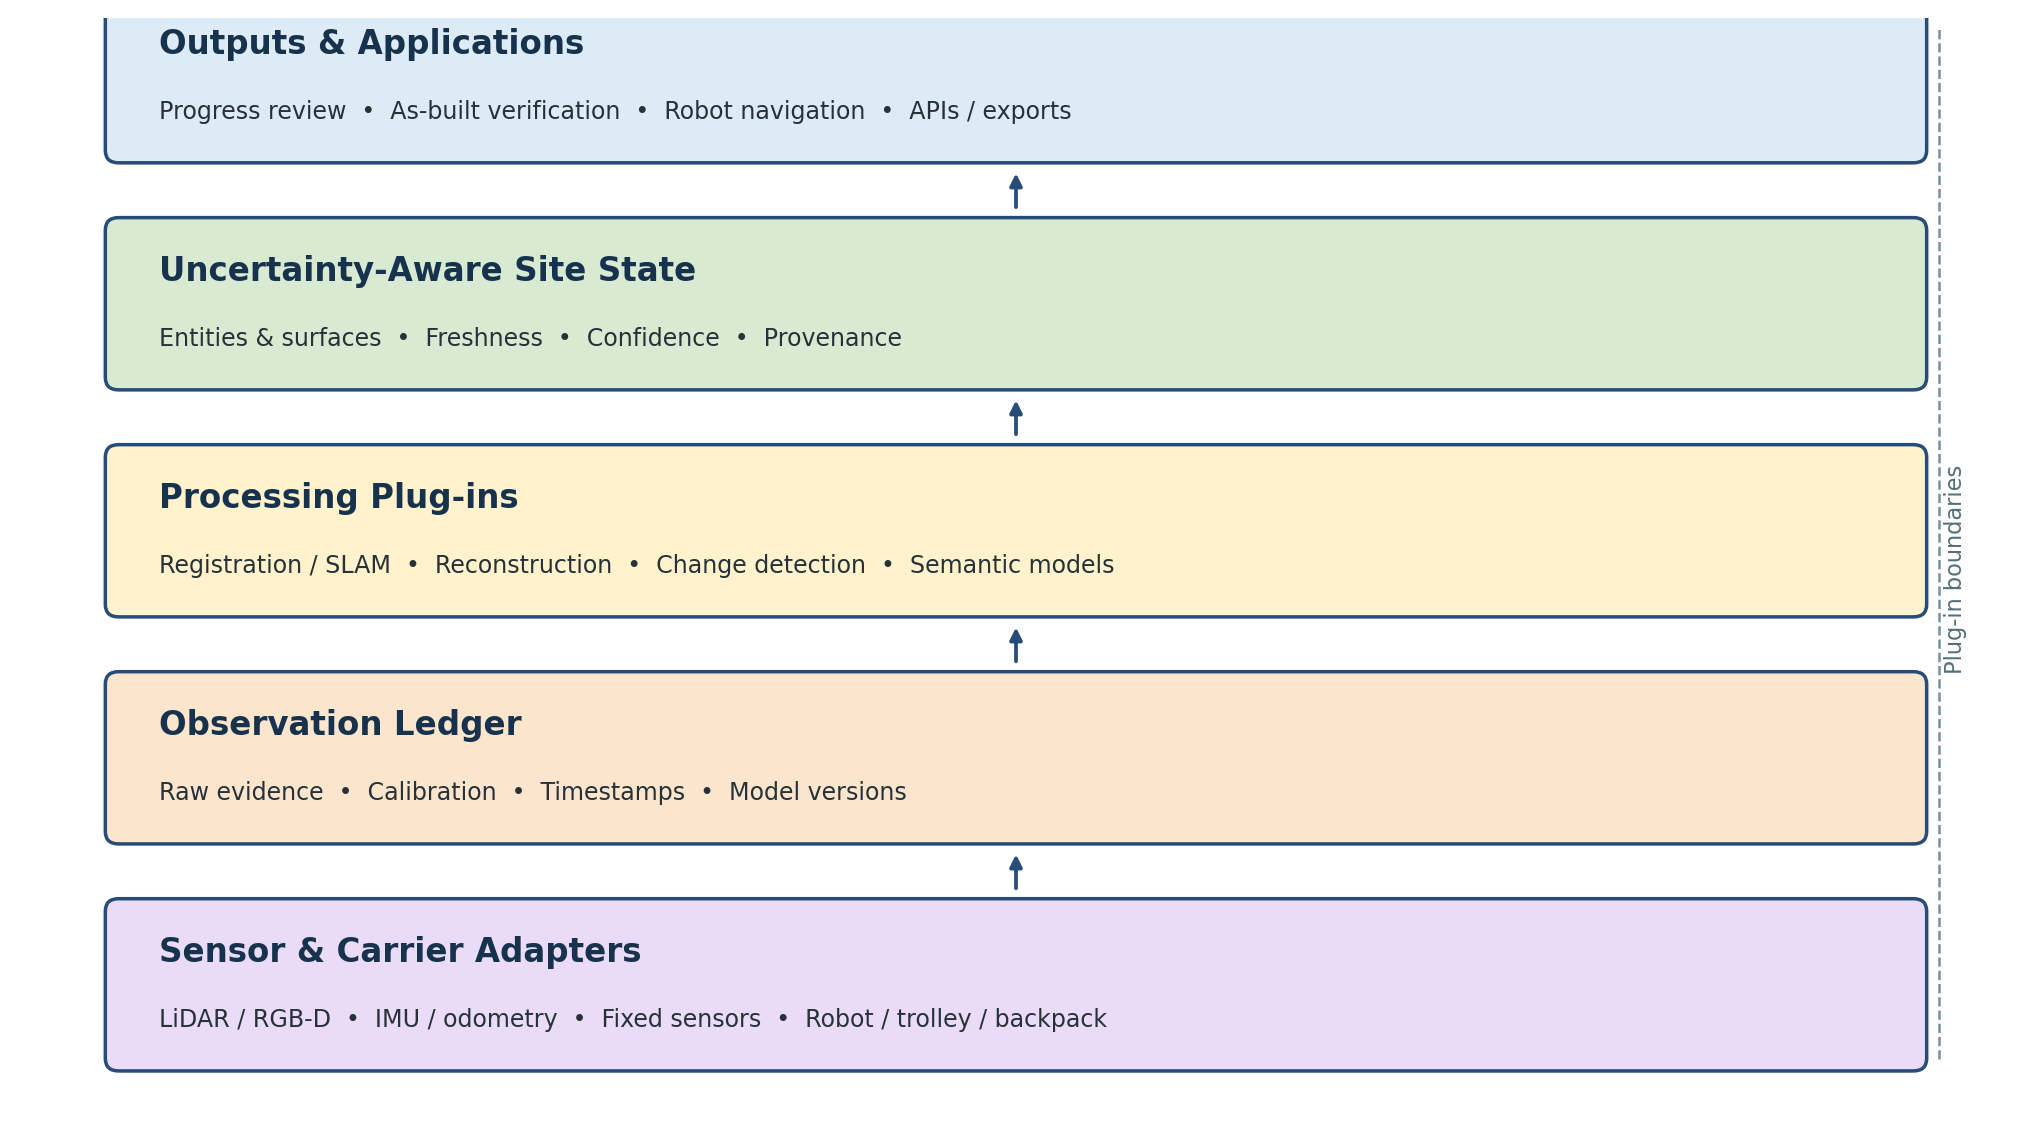 Outputs & Applications
Progress review • As-built verification • Robot navigation • APIs / exports
Uncertainty-Aware Site State
Entities & surfaces • Freshness • Confidence • Provenance
Processing Plug-ins
Registration / SLAM • Reconstruction • Change detection • Semantic models
Plug-in boundaries
Observation Ledger
Raw evidence • Calibration • Timestamps • Model versions
Sensor & Carrier Adapters
LiDAR / RGB-D • IMU / odometry • Fixed sensors • Robot / trolley / backpack